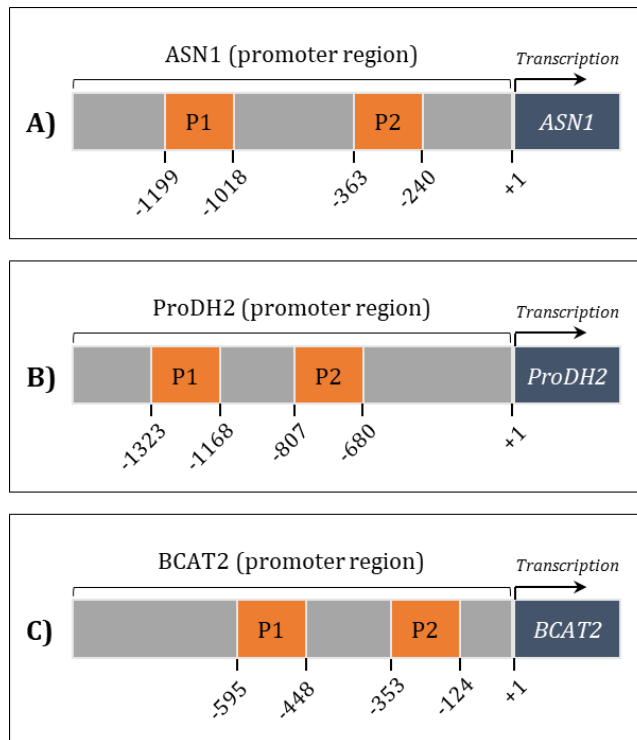 ASN1 (promoter region)
Transcription
A)
P1
P2
ASN1
-1199
-1018
-363
-240
+1
ProDH2 (promoter region)
Transcription
B)
P1
P2
ProDH2
-1323
-1168
-807
-680
+1
BCAT2 (promoter region)
Transcription
C)
P1
P2
BCAT2
-595
-448
-353
-124
+1